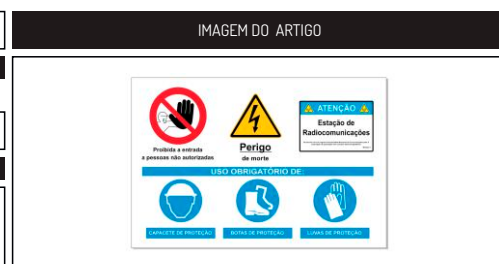 IMAGEM DO ARTIGO
Proibida a entrada
a pessoas não autorizadas
Perigo
de morte
ATENÇÃO
Estação de
Radiocomunicações
USO OBRIGATÓRIO DE:
CAPACETE DE PROTEÇÃO
BOTAS DE PROTEÇÃO
LUVAS DE PROTEÇÃO